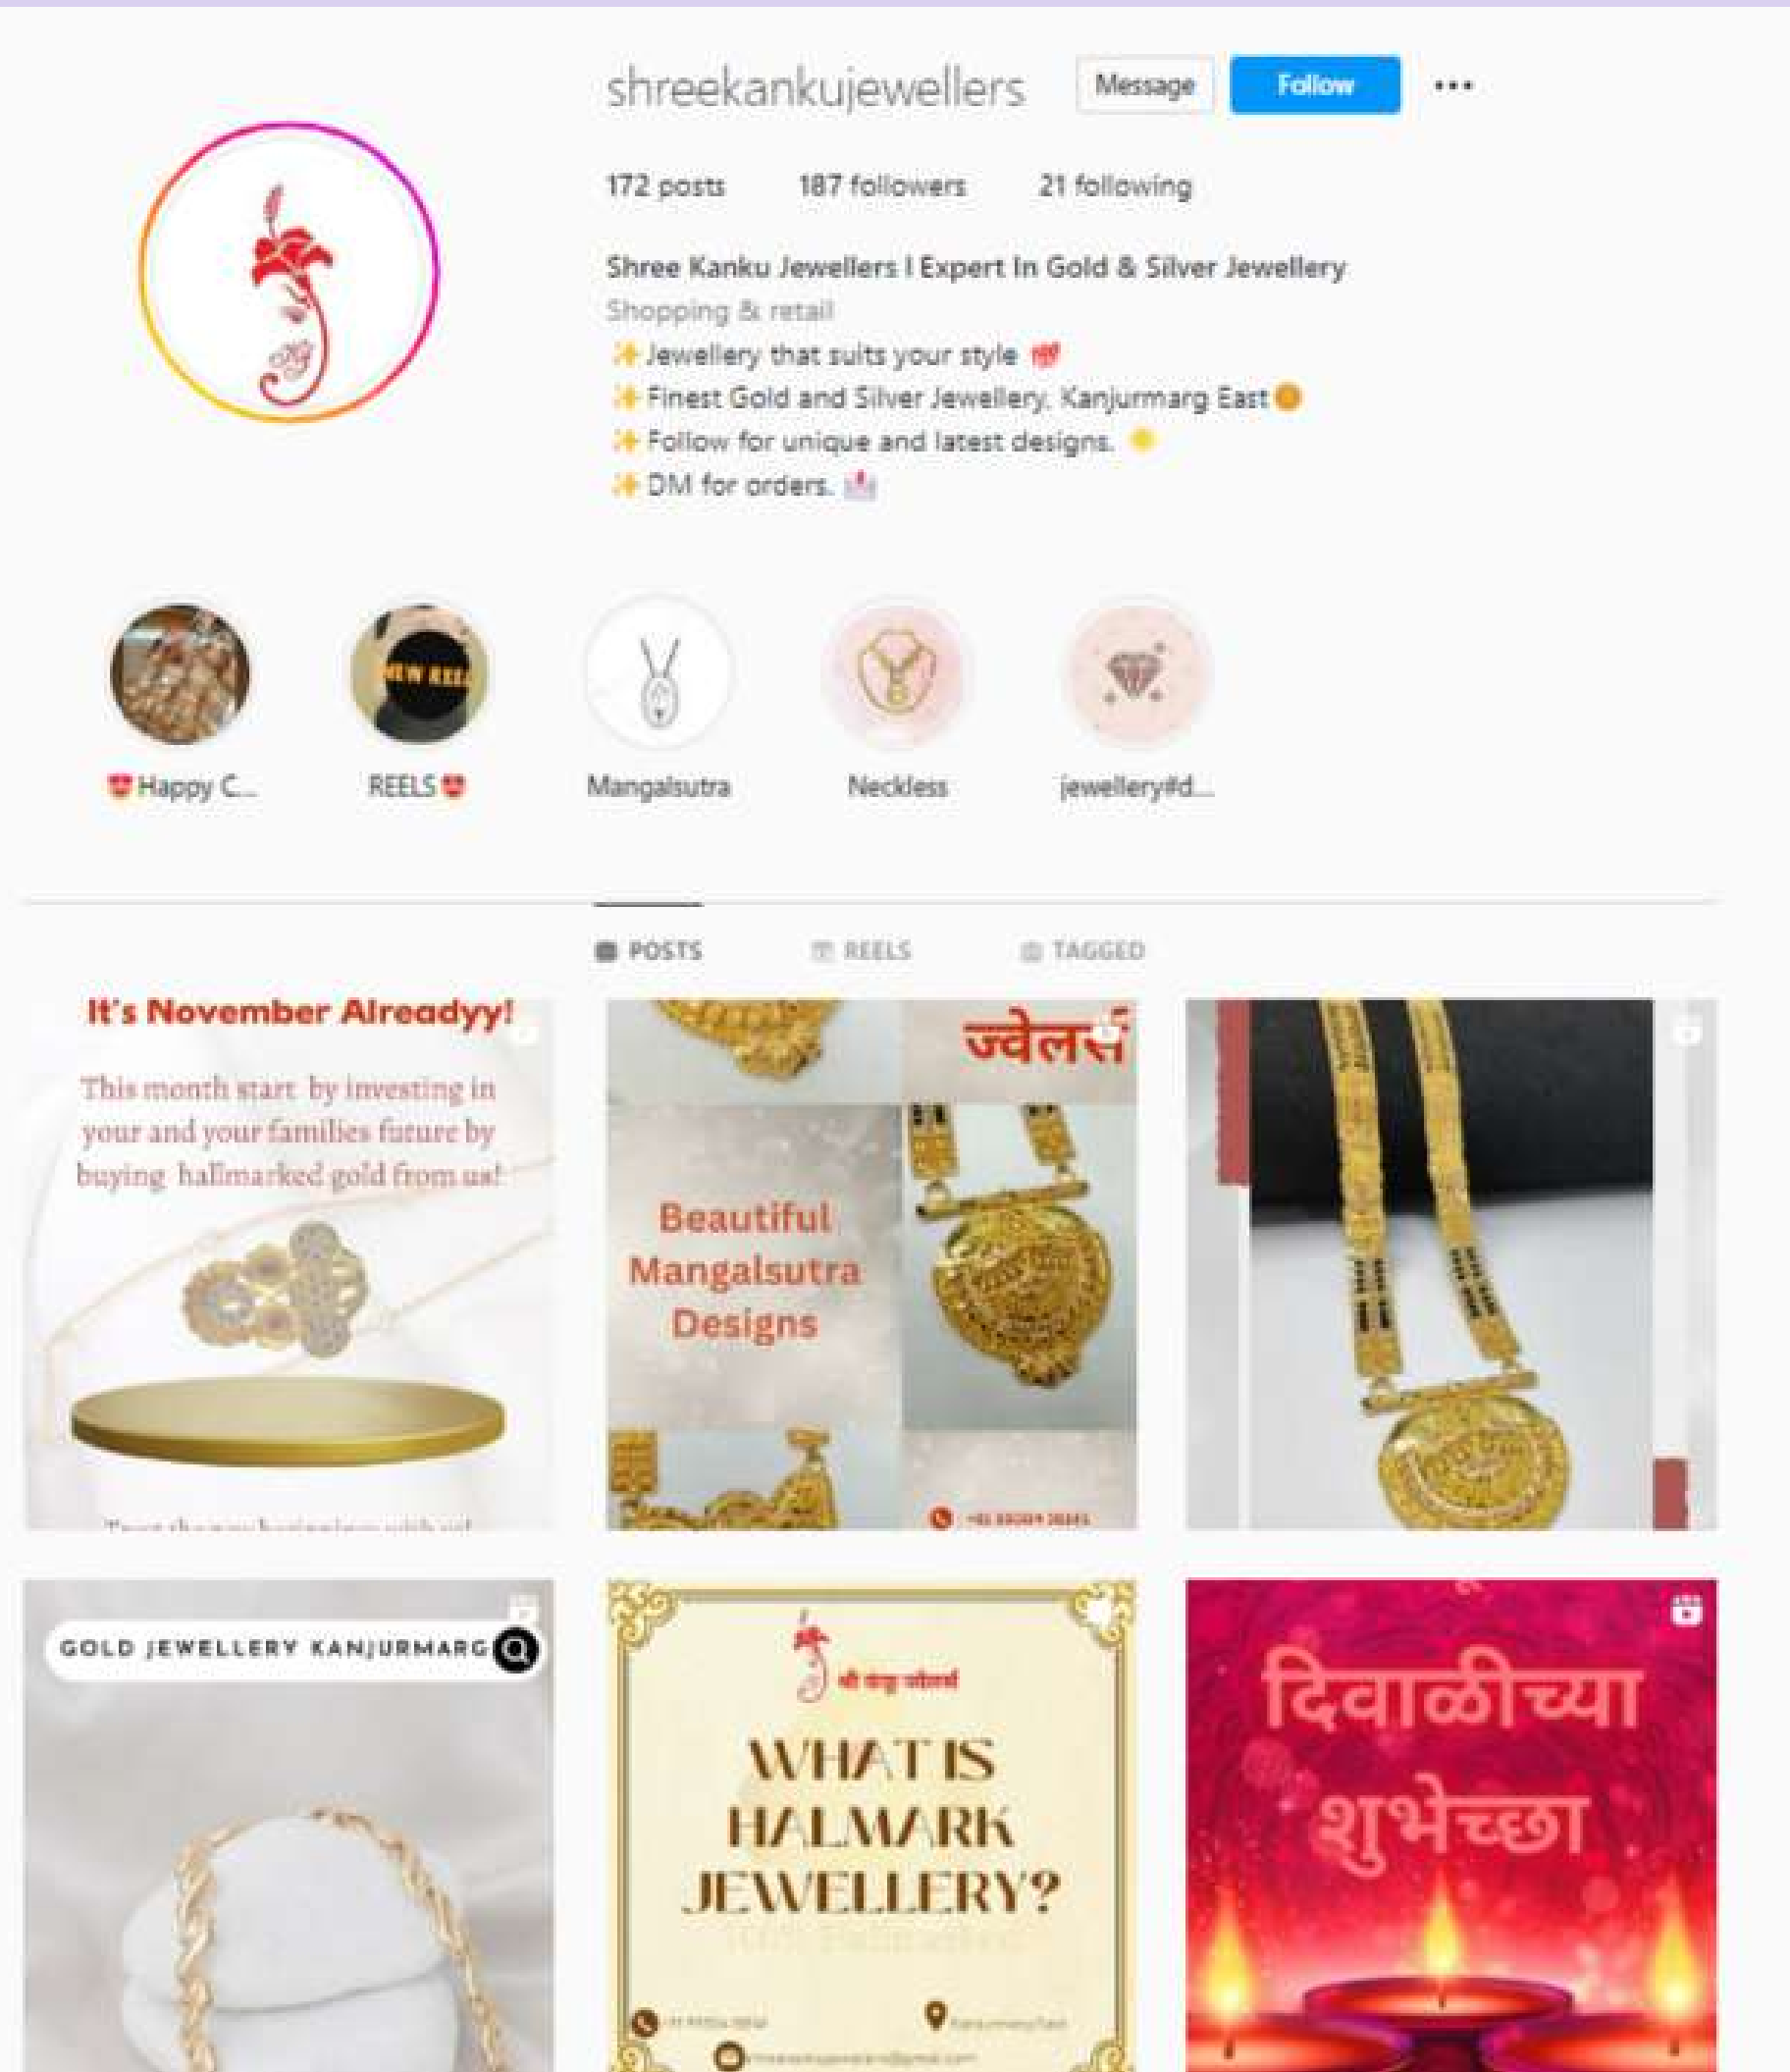 shreekankujewellers
Message
Follow
172 posts
187 followers
21 following
Shree Kanku Jewellers I Expert In Gold & Silver Jewellery
Shopping & retail
✨Jewellery that suits your style 💯
✨Finest Gold and Silver Jewellery, Kanjurmarg East
✨Follow for unique and latest designs.
✨DM for orders. 📩
😍Happy C...
REELS😍
Mangalsutra
Neckless
jewellery#d...
POSTS
REELS
TAGGED
It's November Alreadyy!
This month start by investing in
your and your families future by
buying hallmarked gold from us!
ज्वेलर्स
Beautiful
Mangalsutra
Designs
GOLD JEWELLERY KANJURMARG
श्री कंकू ज्वेलर्स
WHAT IS
HALMARK
JEWELLERY?
Kanjurmarg East
दिवाळीच्या
शुभेच्छा